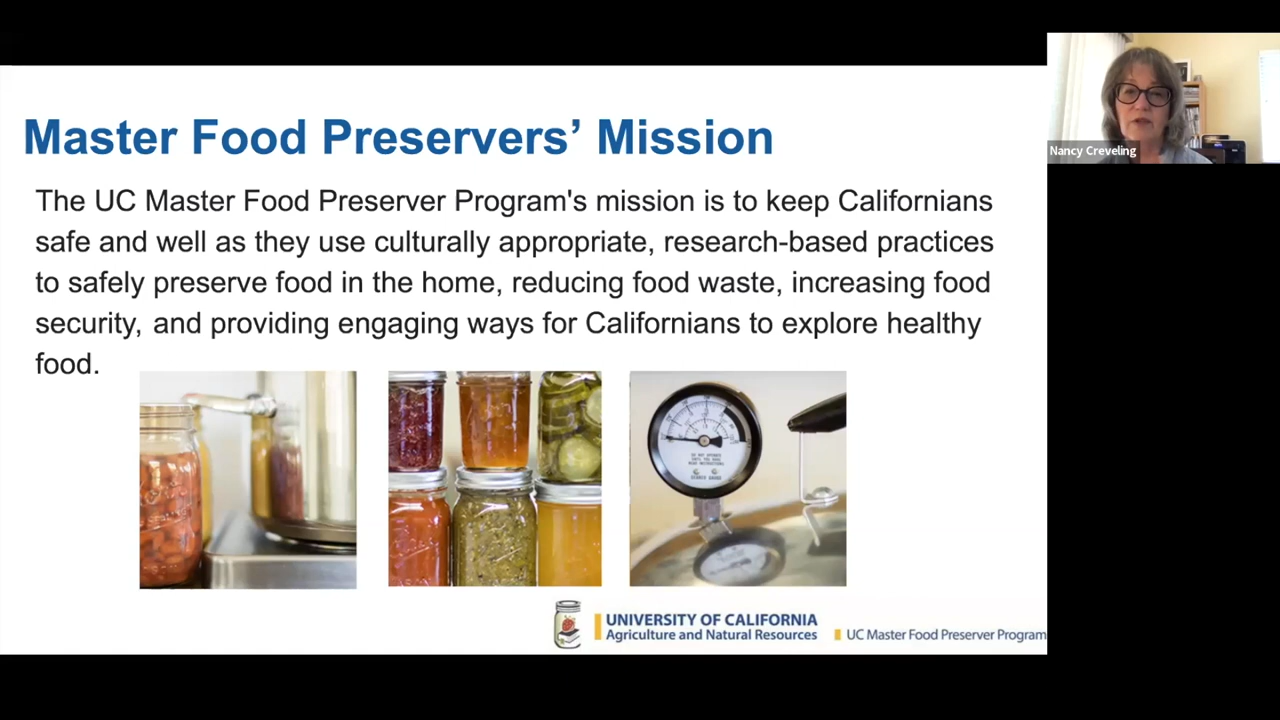 Master Food Preservers’ Mission
The UC Master Food Preserver Program's mission is to keep Californians
safe and well as they use culturally appropriate, research-based practices
to safely preserve food in the home, reducing food waste, increasing food
security, and providing engaging ways for Californians to explore healthy
food.
UNIVERSITY OF CALIFORNIA
Agriculture and Natural Resources
UC Master Food Preserver Program
Nancy Creveling